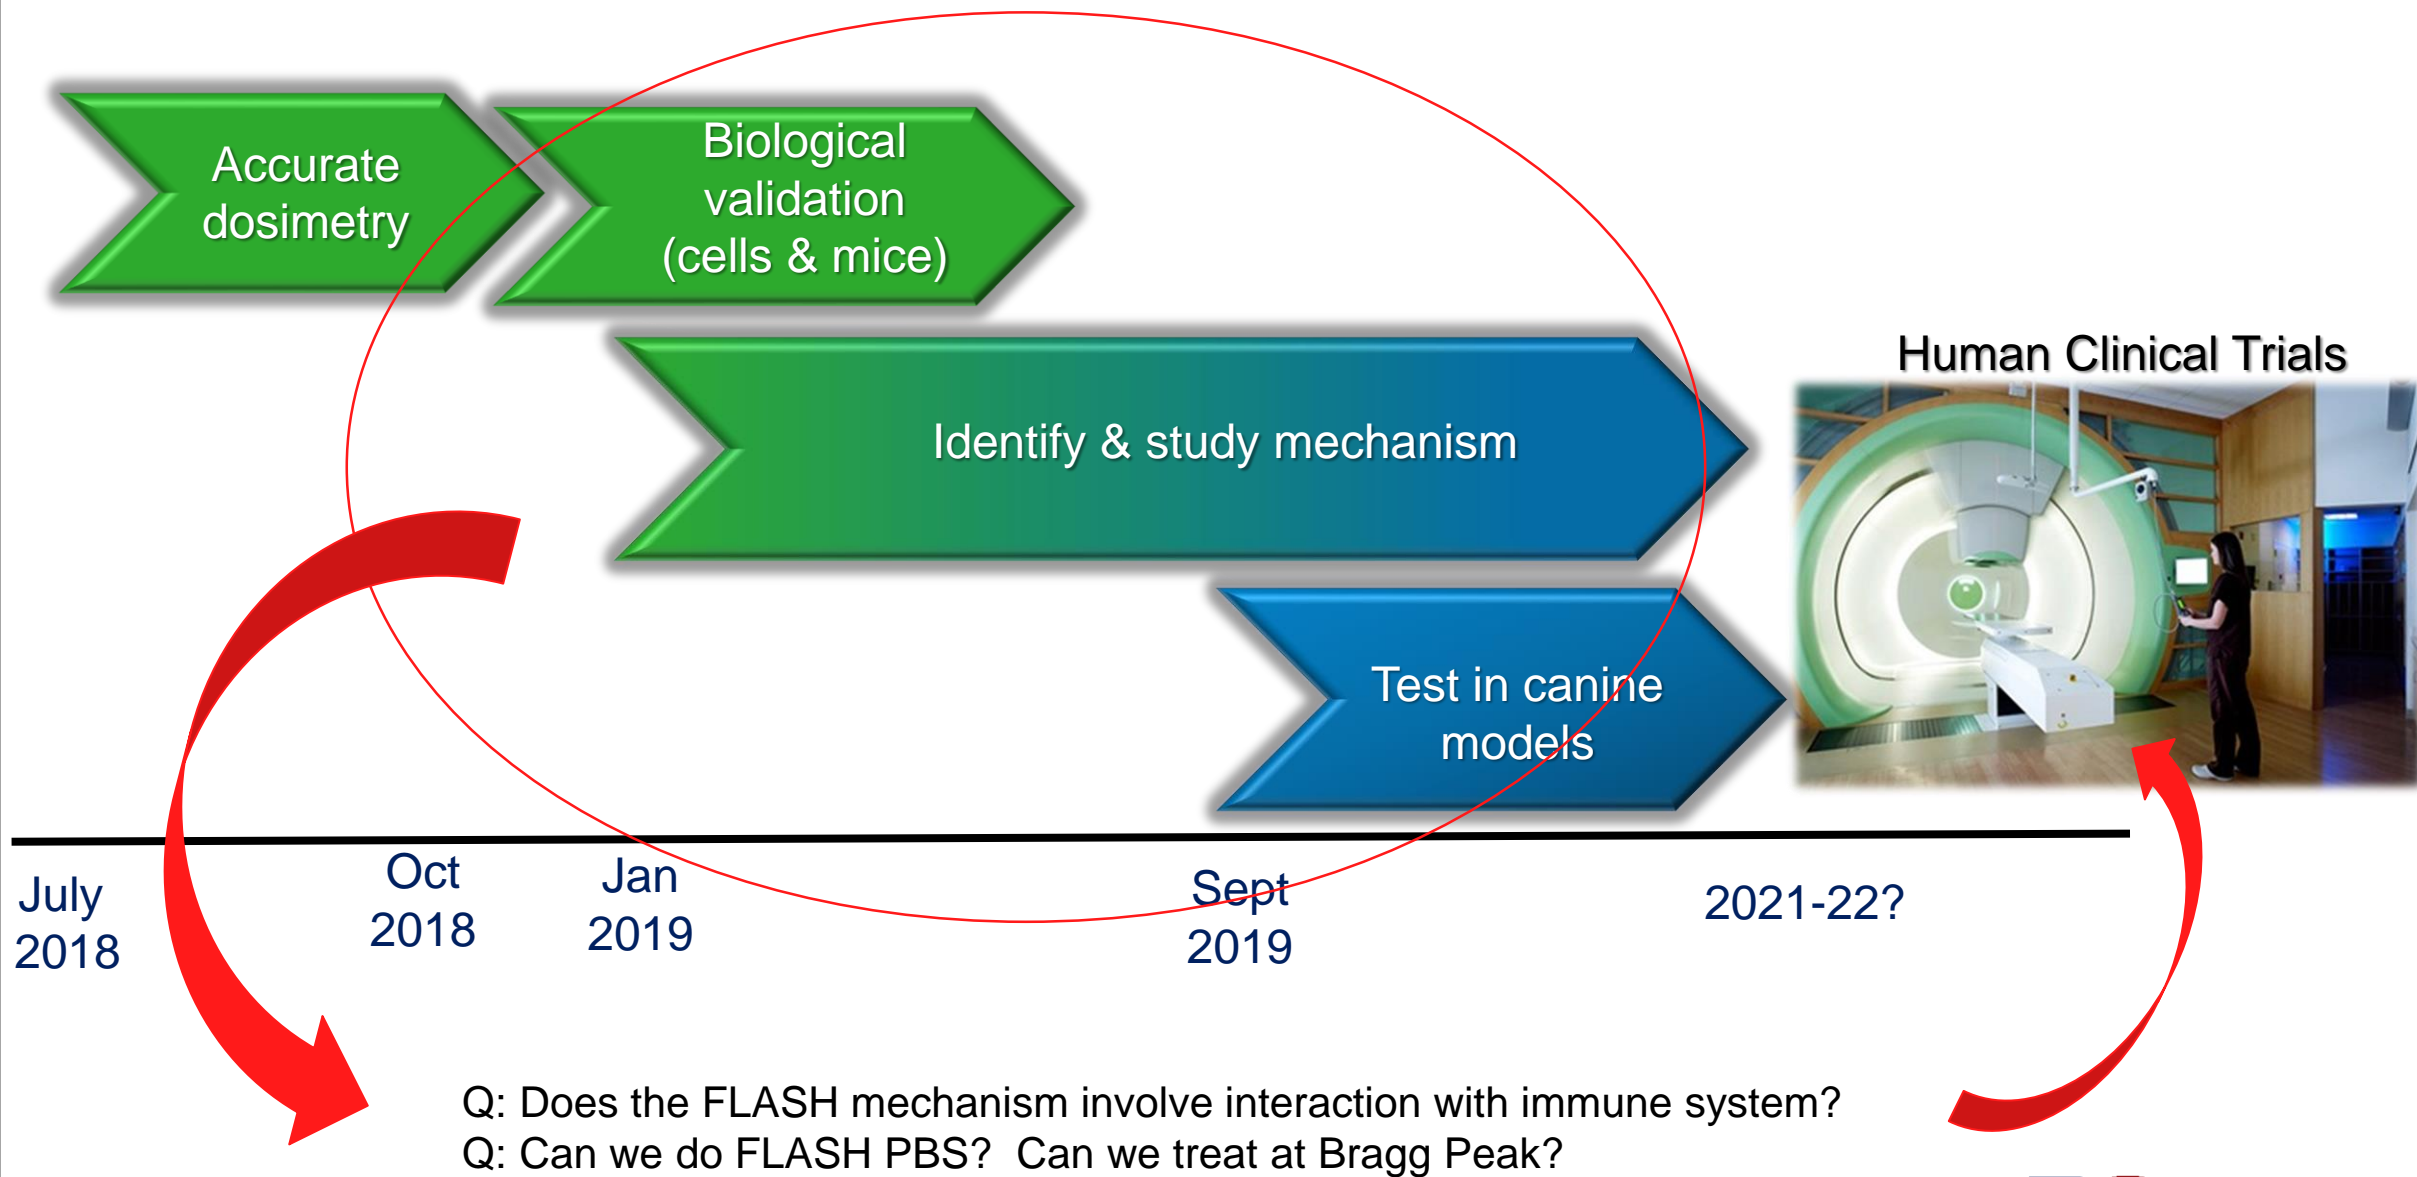 Accurate
dosimetry
Biological
validation
(cells & mice)
Identify & study mechanism
Human Clinical Trials
Test in canine
models
July
2018
Oct
2018
Jan
2019
Sept
2019
2021-22?
Q: Does the FLASH mechanism involve interaction with immune system?
Q: Can we do FLASH PBS?  Can we treat at Bragg Peak?